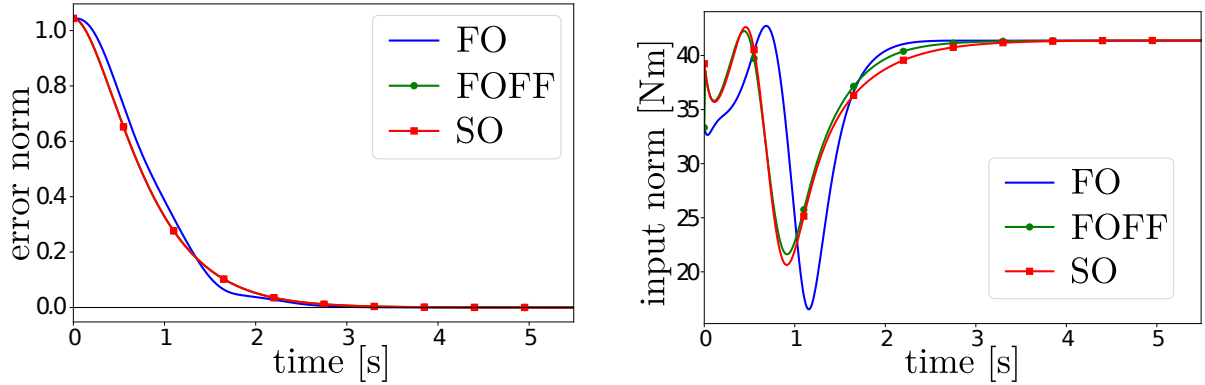 error norm
1.0
0.8
0.6
0.4
0.2
0.0
FO
FOFF
SO
0 1 2 3 4 5
time [s]
input norm [Nm]
40
35
30
25
20
FO
FOFF
SO
0 1 2 3 4 5
time [s]